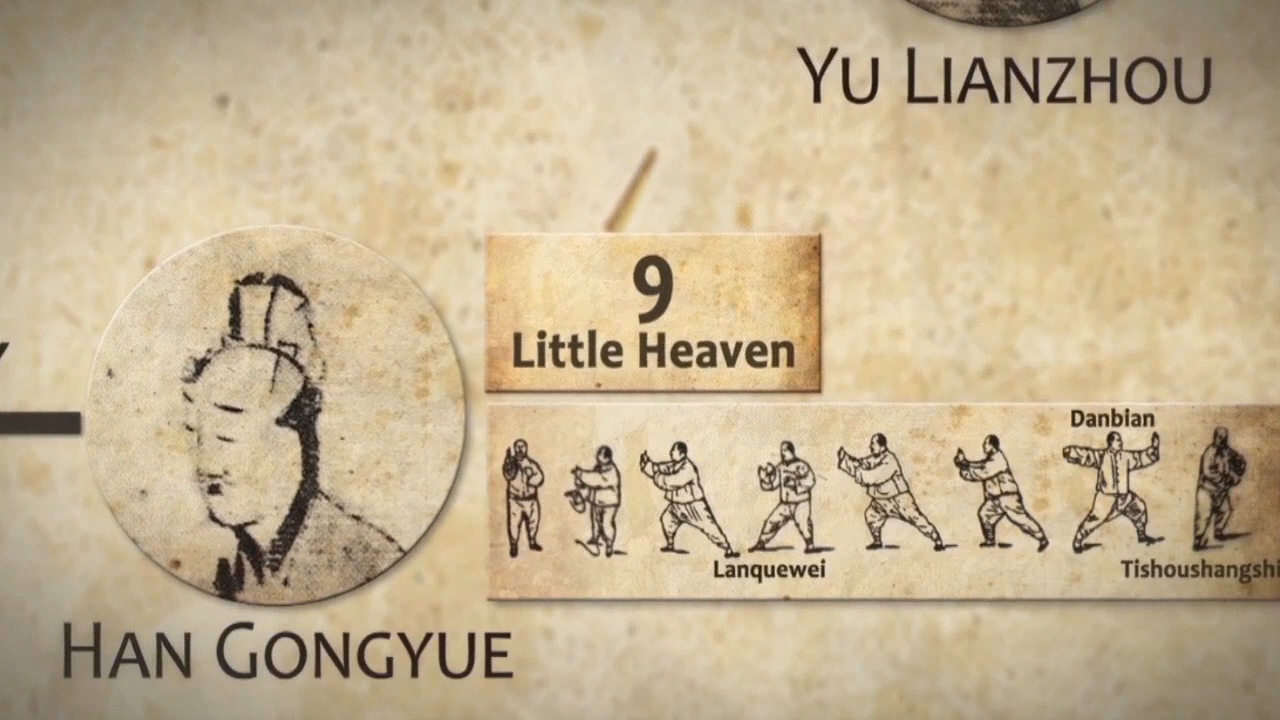 YU LIANZHOU
9
Little Heaven
Danbian
Lanquewei
Tishoushangshi
HAN GONGYUE